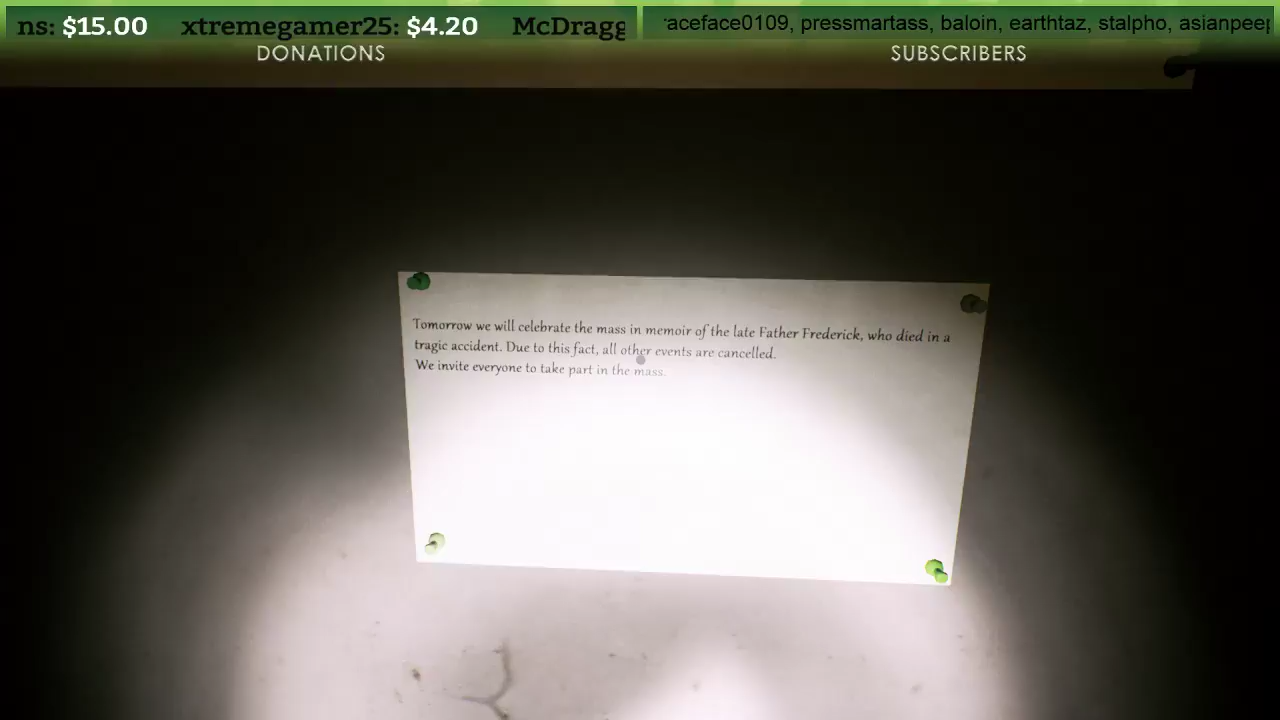 ns: $15.00 xtremegamer25: $4.20 McDragg
aceface0109, pressmartass, baloin, earthtaz, stalpho, asianpeep
DONATIONS
SUBSCRIBERS
Tomorrow we will celebrate the mass in memoir of the late Father Frederick, who died in a
tragic accident. Due to this fact, all other events are cancelled.
We invite everyone to take part in the mass.